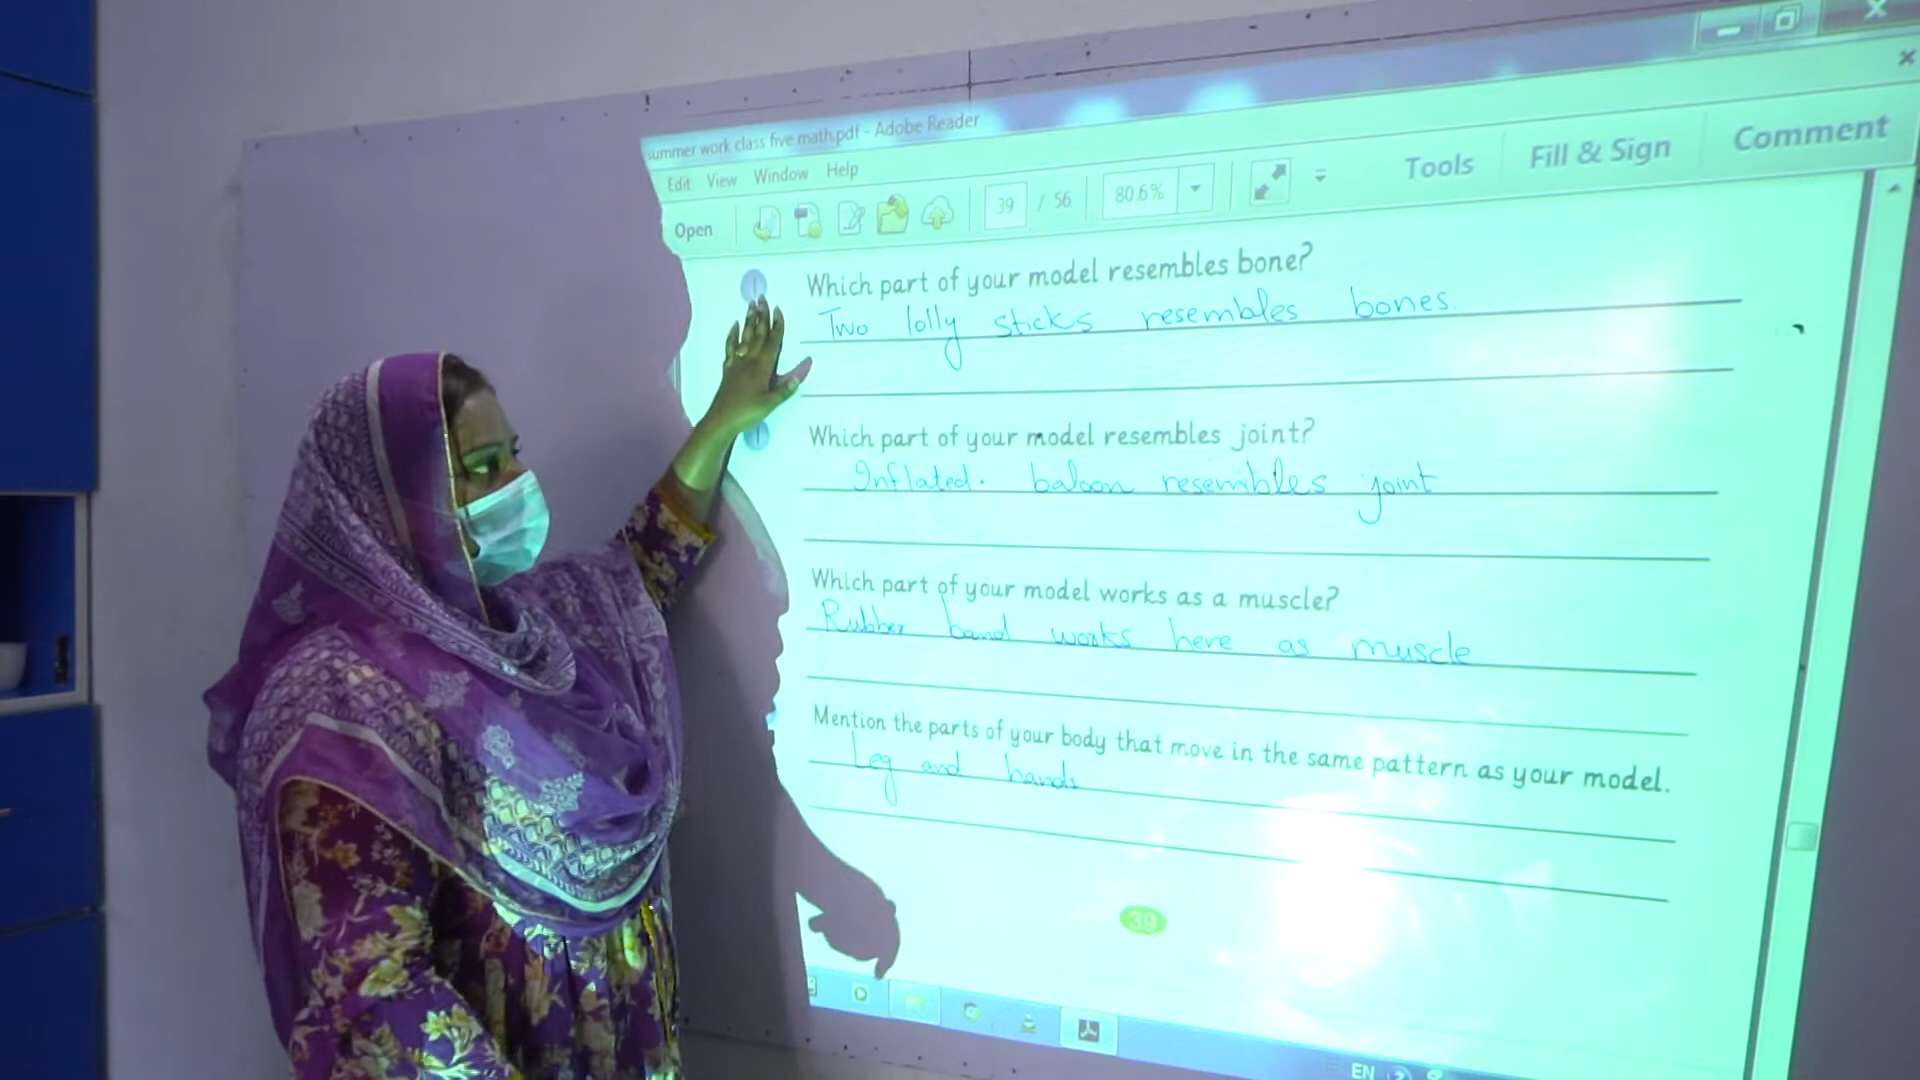 summer work class five math.pdf - Adobe Reader
Edit View Window Help
Tools Fill & Sign Comment
Open 39 / 56 80.6%
Which part of your model resembles bone?
Two lolly sticks resembles bones.
Which part of your model resembles joint?
Inflated. baloon resembles joint
Which part of your model works as a muscle?
Rubber band works here as muscle
Mention the parts of your body that move in the same pattern as your model.
Leg and hands
39
EN